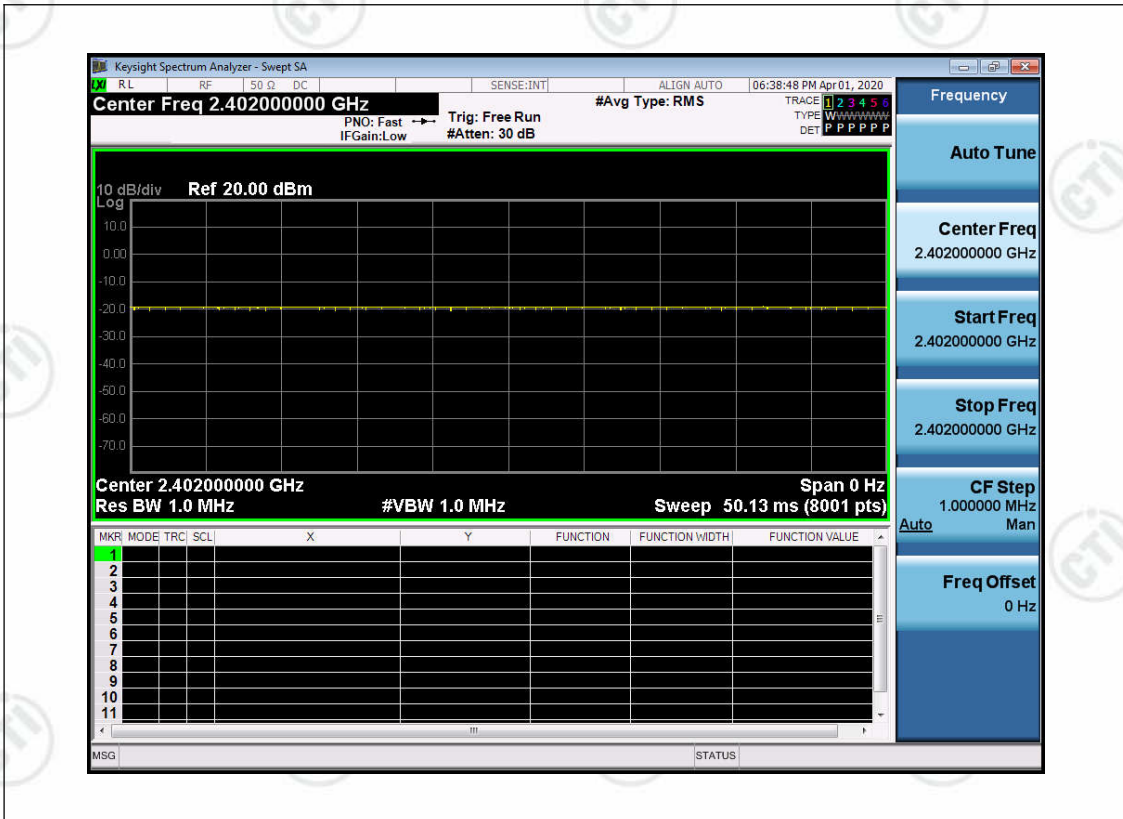 Keysight Spectrum Analyzer - Swept SA
LXI RL RF 50 Ω DC SENSE:INT ALIGN AUTO 06:38:48 PM Apr 01, 2020
Center Freq 2.402000000 GHz
PNO: Fast
IFGain:Low
Trig: Free Run
#Atten: 30 dB
#Avg Type: RMS
TRACE 1 2 3 4 5 6
TYPE WWWWWW
DET P P P P P P
10 dB/div
Log
Ref 20.00 dBm
10.0
0.00
-10.0
-20.0
-30.0
-40.0
-50.0
-60.0
-70.0
Center 2.402000000 GHz Span 0 Hz
Res BW 1.0 MHz #VBW 1.0 MHz Sweep 50.13 ms (8001 pts)
MKR MODE TRC SCL X Y FUNCTION FUNCTION WIDTH FUNCTION VALUE
1
2
3
4
5
6
7
8
9
10
11
MSG STATUS
Frequency
Auto Tune
Center Freq
2.402000000 GHz
Start Freq
2.402000000 GHz
Stop Freq
2.402000000 GHz
CF Step
1.000000 MHz
Auto Man
Freq Offset
0 Hz
CTI
CTI